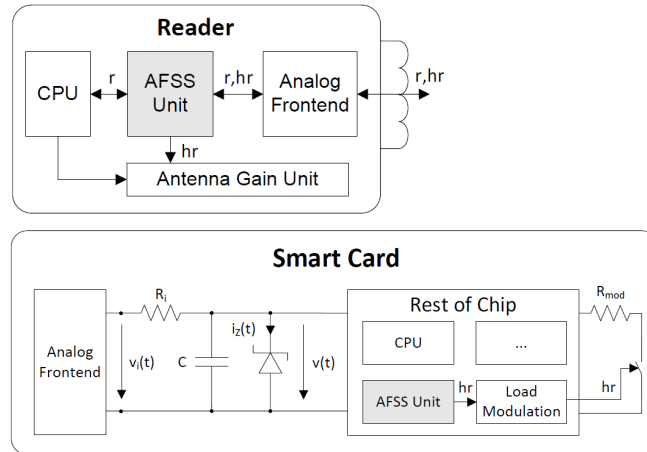 Reader
CPU
r
AFSS
Unit
r,hr
Analog
Frontend
r,hr
hr
Antenna Gain Unit
Smart Card
Analog
Frontend
v_i(t)
R_i
C
i_z(t)
v(t)
Rest of Chip
CPU
...
AFSS Unit
hr
Load
Modulation
R_mod
hr